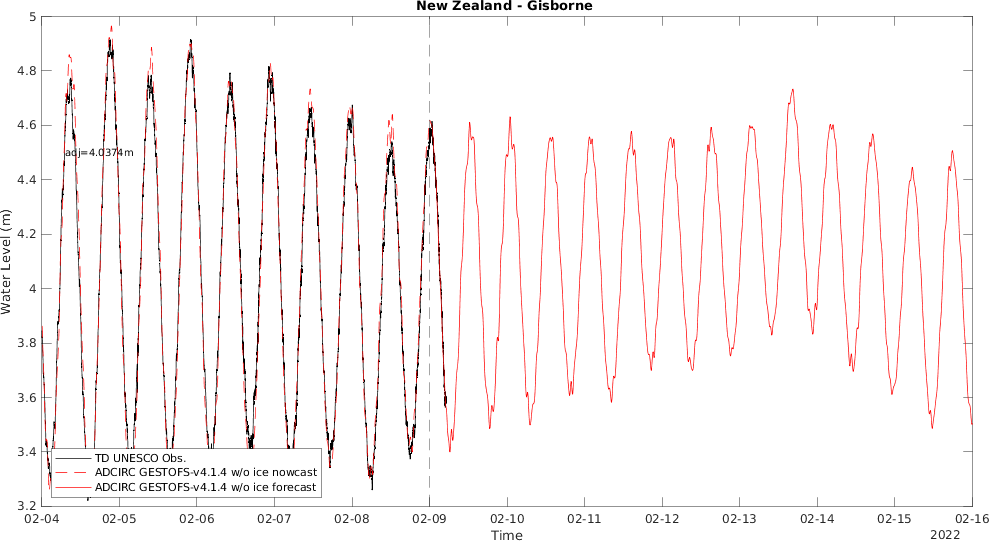 New Zealand - Gisborne
5
4.8
4.6
4.4
4.2
4
3.8
3.6
3.4
3.2
Water Level (m)
adj=4.0374m
TD UNESCO Obs.
ADCIRC GESTOFS-v4.1.4 w/o ice nowcast
ADCIRC GESTOFS-v4.1.4 w/o ice forecast
02-04 02-05 02-06 02-07 02-08 02-09 02-10 02-11 02-12 02-13 02-14 02-15 02-16
Time
2022